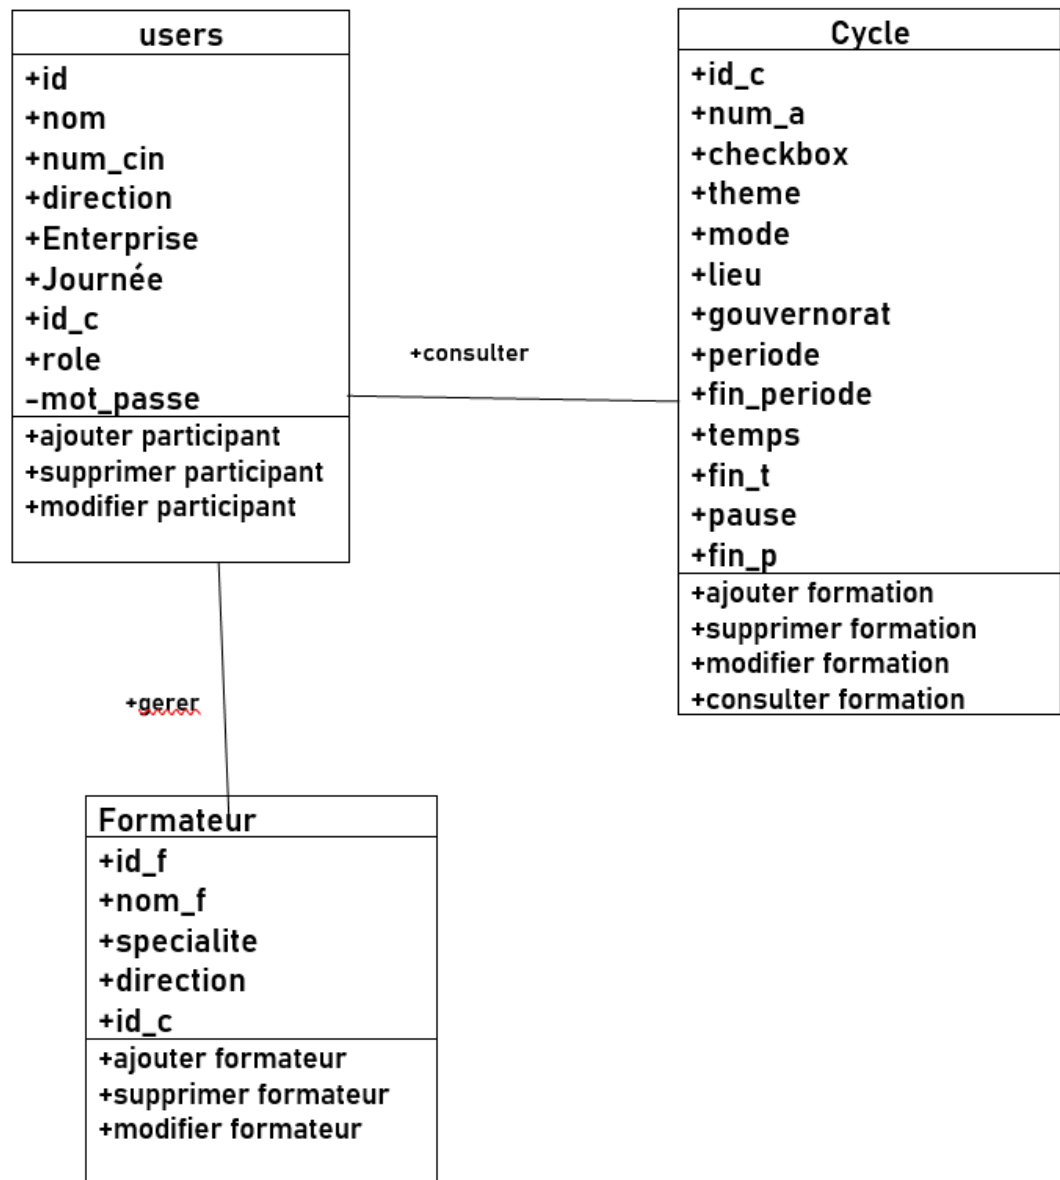 users
+id
+nom
+num_cin
+direction
+Enterprise
+Journée
+id_c
+role
-mot_passe
+ajouter participant
+supprimer participant
+modifier participant
+consulter
Cycle
+id_c
+num_a
+checkbox
+theme
+mode
+lieu
+gouvernorat
+periode
+fin_periode
+temps
+fin_t
+pause
+fin_p
+ajouter formation
+supprimer formation
+modifier formation
+consulter formation
+gerer
Formateur
+id_f
+nom_f
+specialite
+direction
+id_c
+ajouter formateur
+supprimer formateur
+modifier formateur